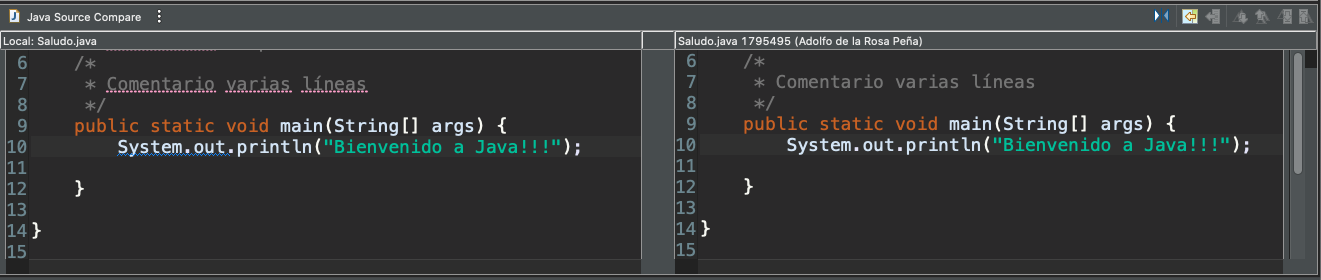 Java Source Compare
Local: Saludo.java
6 /*
7 * Comentario varias líneas
8 */
9 public static void main(String[] args) {
10 System.out.println("Bienvenido a Java!!!");
11
12 }
13
14 }
15
Saludo.java 1795495 (Adolfo de la Rosa Peña)
6 /*
7 * Comentario varias líneas
8 */
9 public static void main(String[] args) {
10 System.out.println("Bienvenido a Java!!!");
11
12 }
13
14 }
15